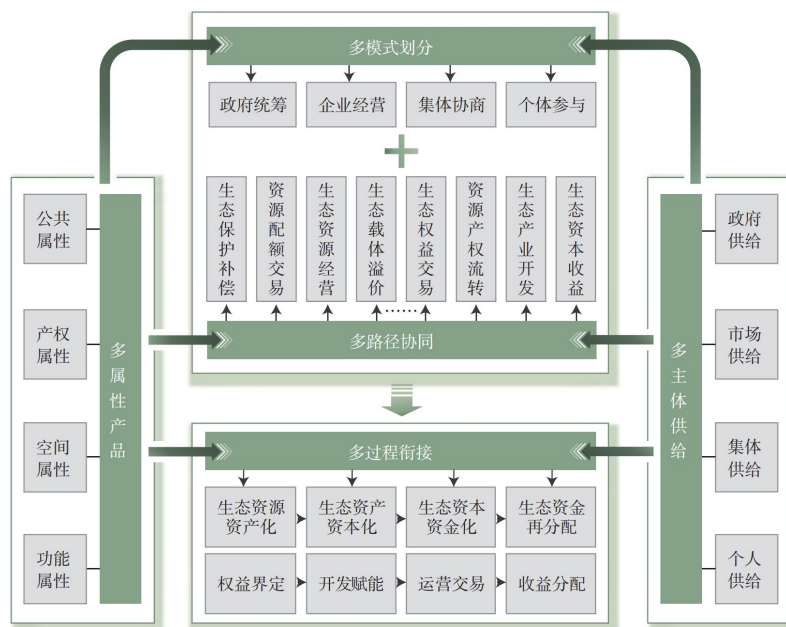 多模式划分
政府统筹
企业经营
集体协商
个体参与
生态保护补偿
资源配额交易
生态资源经营
生态载体溢价
生态权益交易
资源产权流转
生态产业开发
生态资本收益
······
多路径协同
多属性产品
公共
属性
产权
属性
空间
属性
功能
属性
多主体供给
政府
供给
市场
供给
集体
供给
个人
供给
多过程衔接
生态资源
资产化
生态资产
资本化
生态资本
资金化
生态资金
再分配
权益界定
开发赋能
运营交易
收益分配